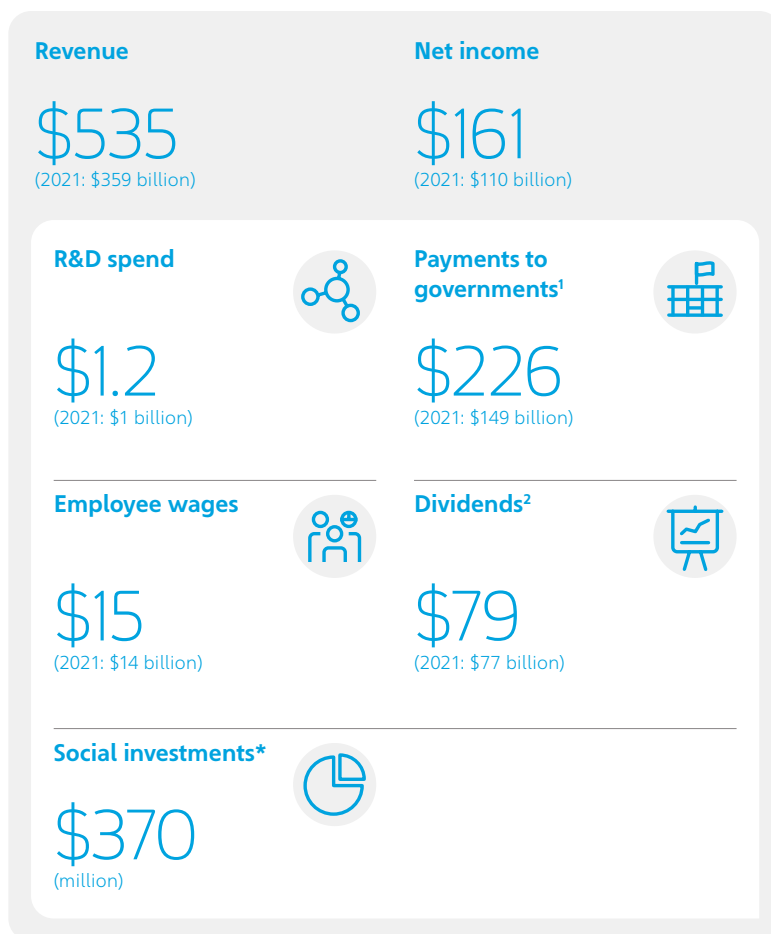 Revenue
$535
(2021: $359 billion)
Net income
$161
(2021: $110 billion)
R&D spend
$1.2
(2021: $1 billion)
Payments to
governments¹
$226
(2021: $149 billion)
Employee wages
$15
(2021: $14 billion)
Dividends²
$79
(2021: $77 billion)
Social investments*
$370
(million)